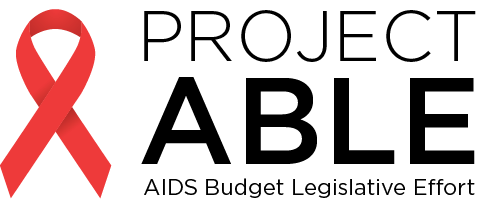 PROJECT
ABLE
AIDS Budget Legislative Effort